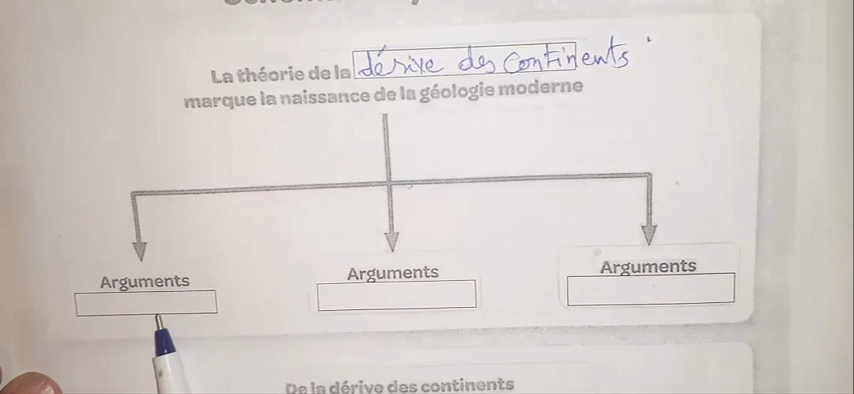 La théorie de la dérive des continents
marque la naissance de la géologie moderne
Arguments
Arguments
Arguments
De la dérive des continents